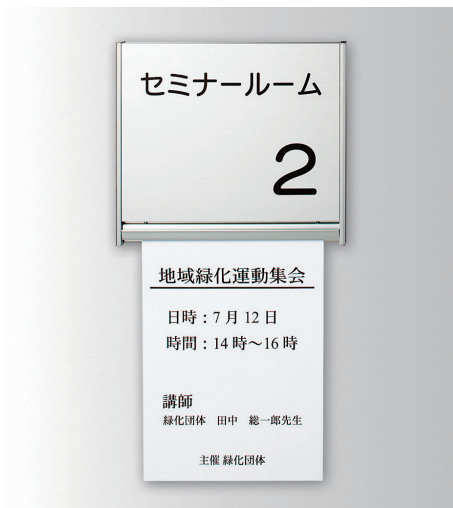 セミナールーム
2
地域緑化運動集会
日時：7月12日
時間：14時～16時
講師
緑化団体　田中　総一郎先生
主催 緑化団体